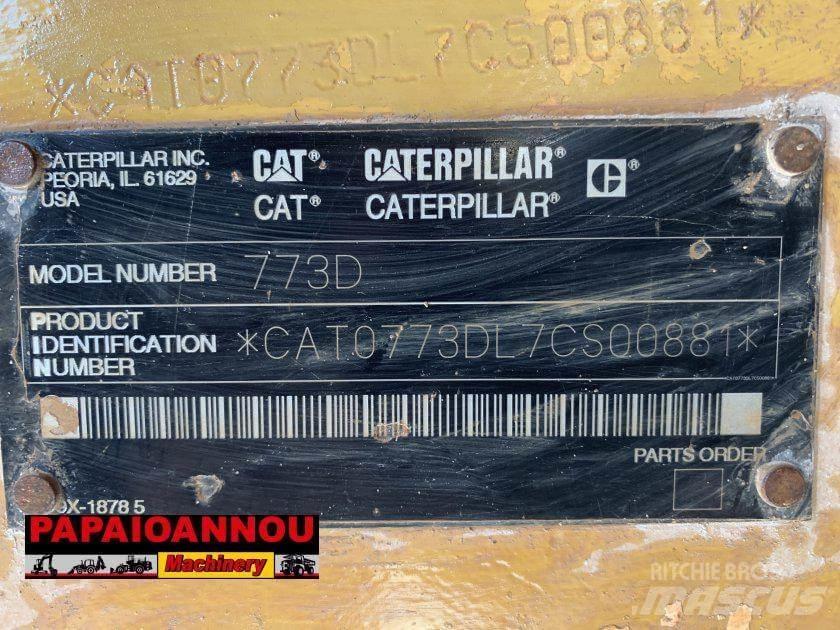 *CAT0773DL7CS00881*
CATERPILLAR INC.
PEORIA, IL. 61629
USA
CAT® CATERPILLAR® C®
CAT® CATERPILLAR®
MODEL NUMBER 773D
PRODUCT
IDENTIFICATION
NUMBER
*CAT0773DL7CS00881*
*CAT0773DL7CS00881*
PARTS ORDER
X-1878 5
PAPAIOANNOU
Machinery
RITCHIE BROS
MASCUS